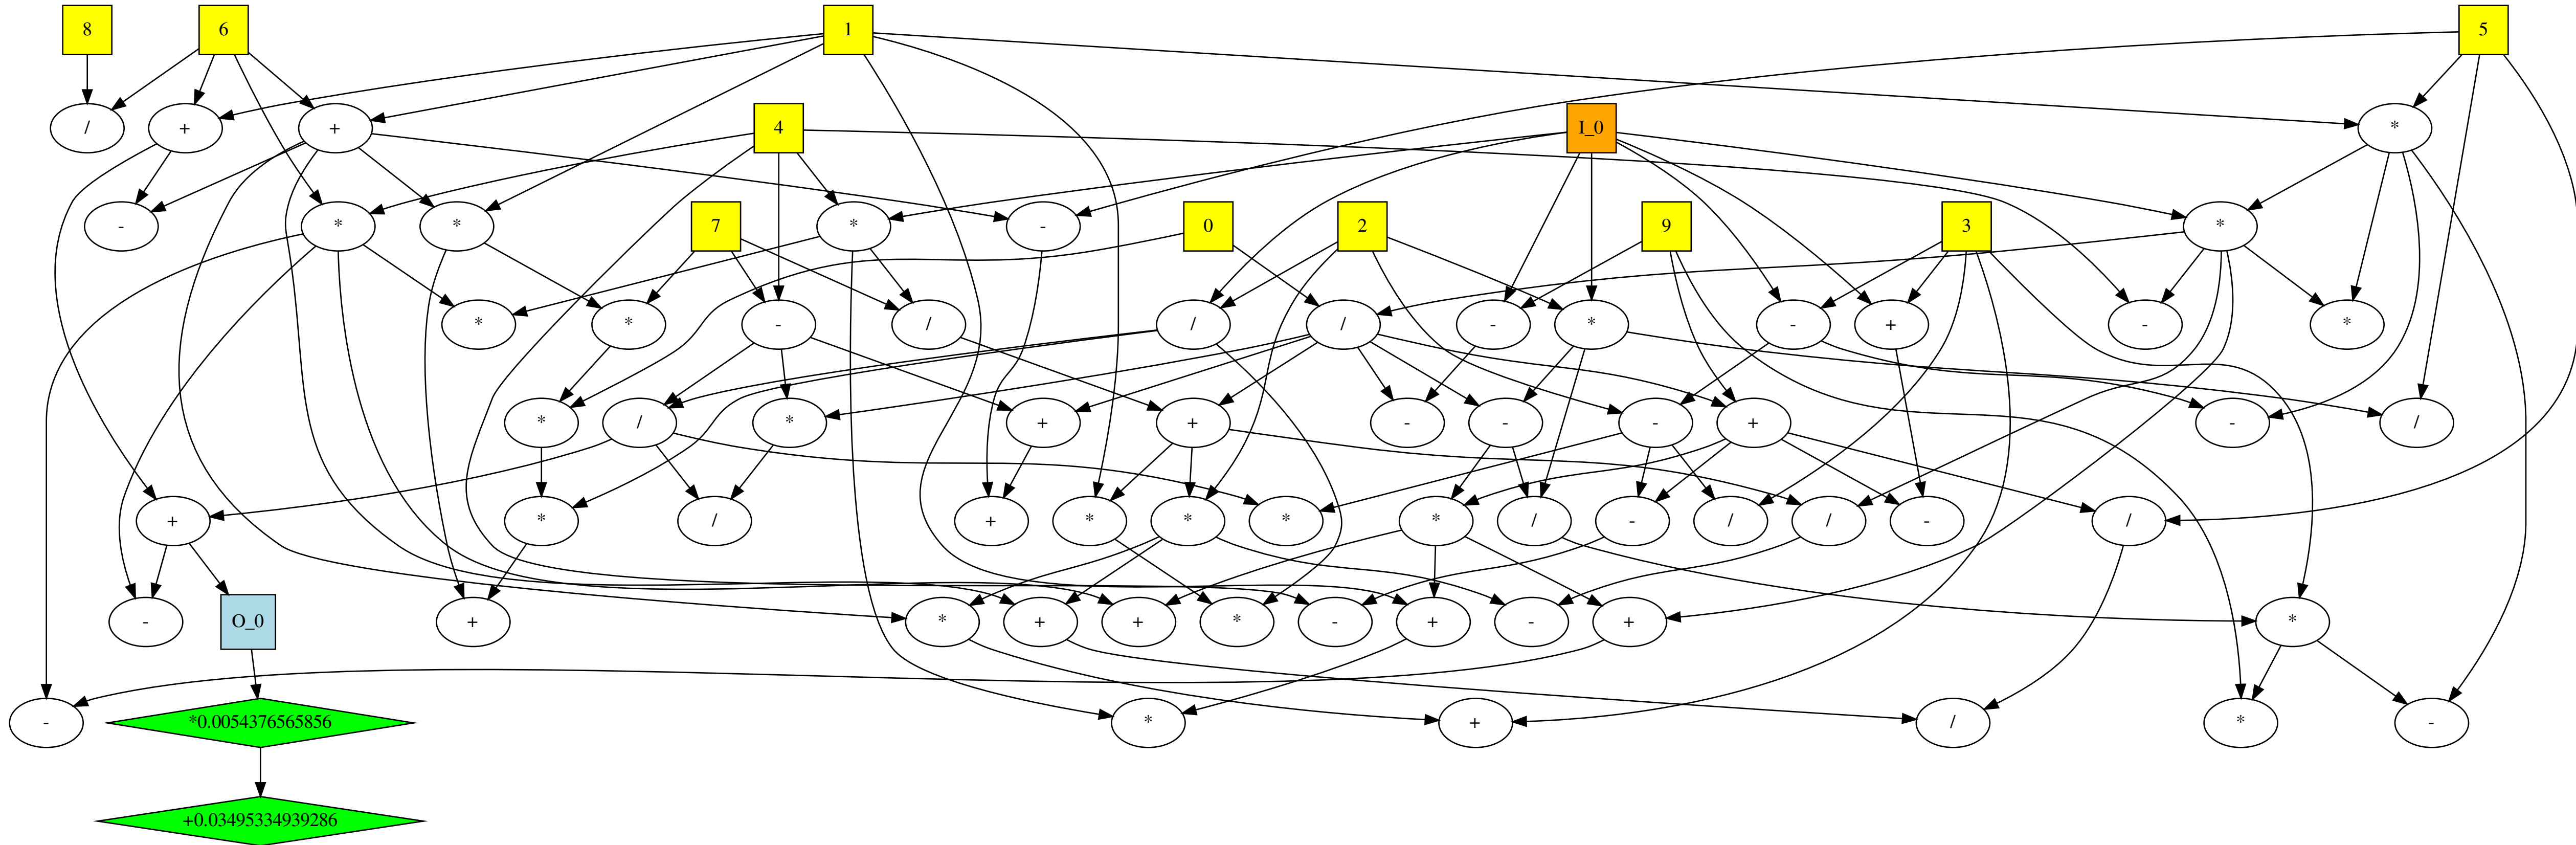 8 6 1 5
/ + + 4 I_0 *
- * * 7 * - 0 2 9 3 *
* * - / / / - * - + - *
* / * + + - - - + - /
+ * / + * * * * / - / / - /
- O_0 + * + + * - + - + *
- *0.0054376565856 * + / * -
+0.03495334939286